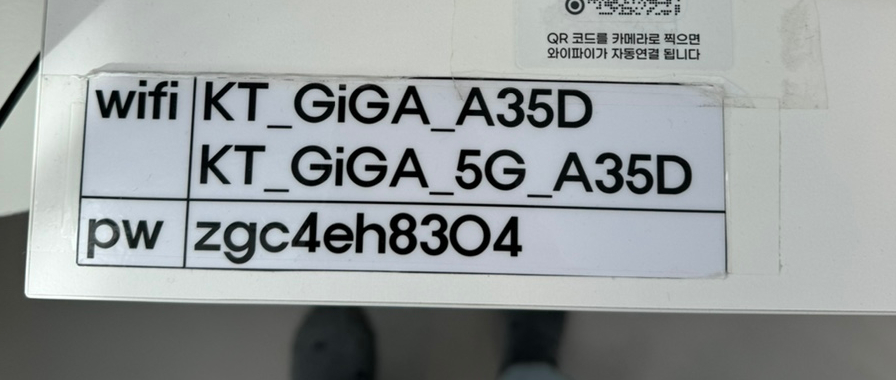 QR 코드를 카메라로 찍으면
와이파이가 자동연결 됩니다
wifi KT_GiGA_A35D
KT_GiGA_5G_A35D
pw zgc4eh83O4